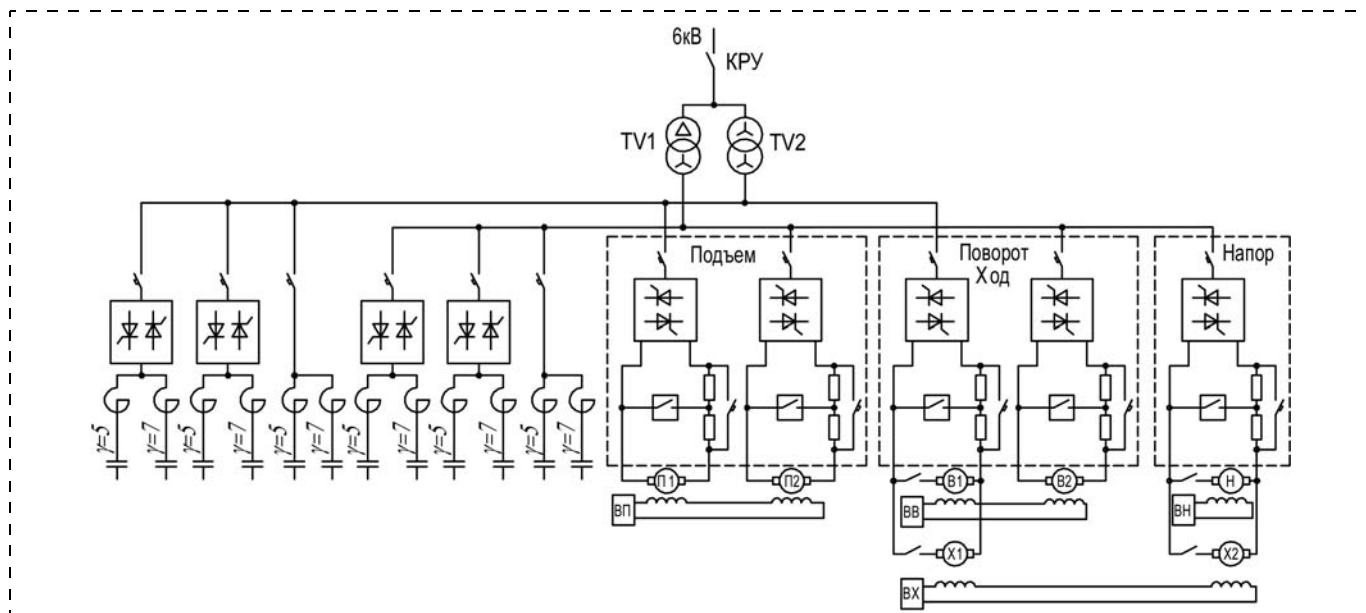 6кВ
КРУ
TV1
TV2
Подъем
Поворот
Ход
Напор
γ=5
γ=7
γ=5
γ=7
γ=5
γ=7
γ=5
γ=7
γ=5
γ=7
γ=5
γ=7
П1
П2
В1
В2
Н
ВП
ВВ
ВН
Х1
Х2
ВХ